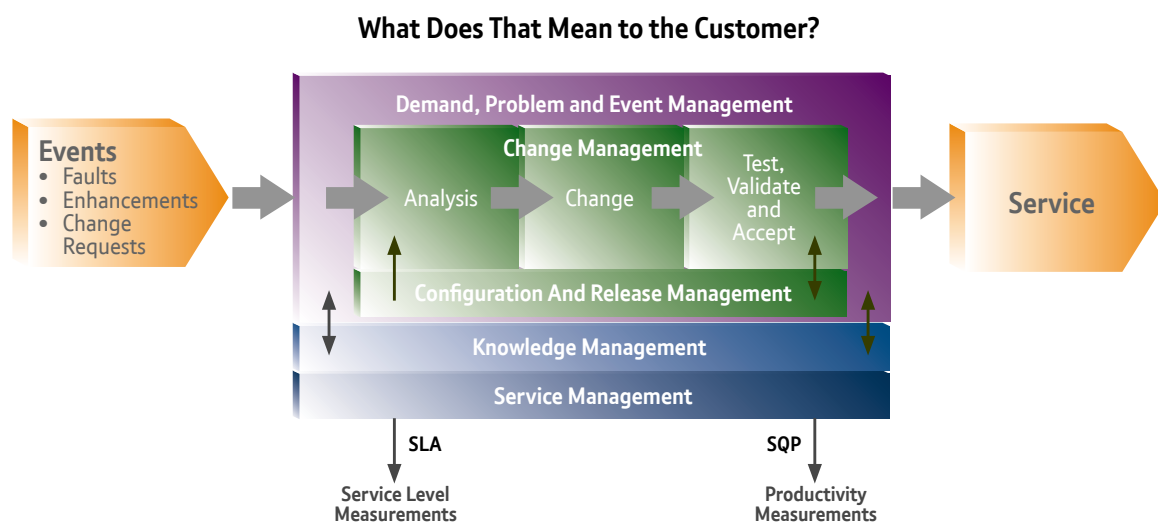 What Does That Mean to the Customer?
Demand, Problem and Event Management
Events
• Faults
• Enhancements
• Change
Requests
Change Management
Analysis
Change
Test,
Validate
and
Accept
Service
Configuration And Release Management
Knowledge Management
Service Management
SLA
SQP
Service Level
Measurements
Productivity
Measurements